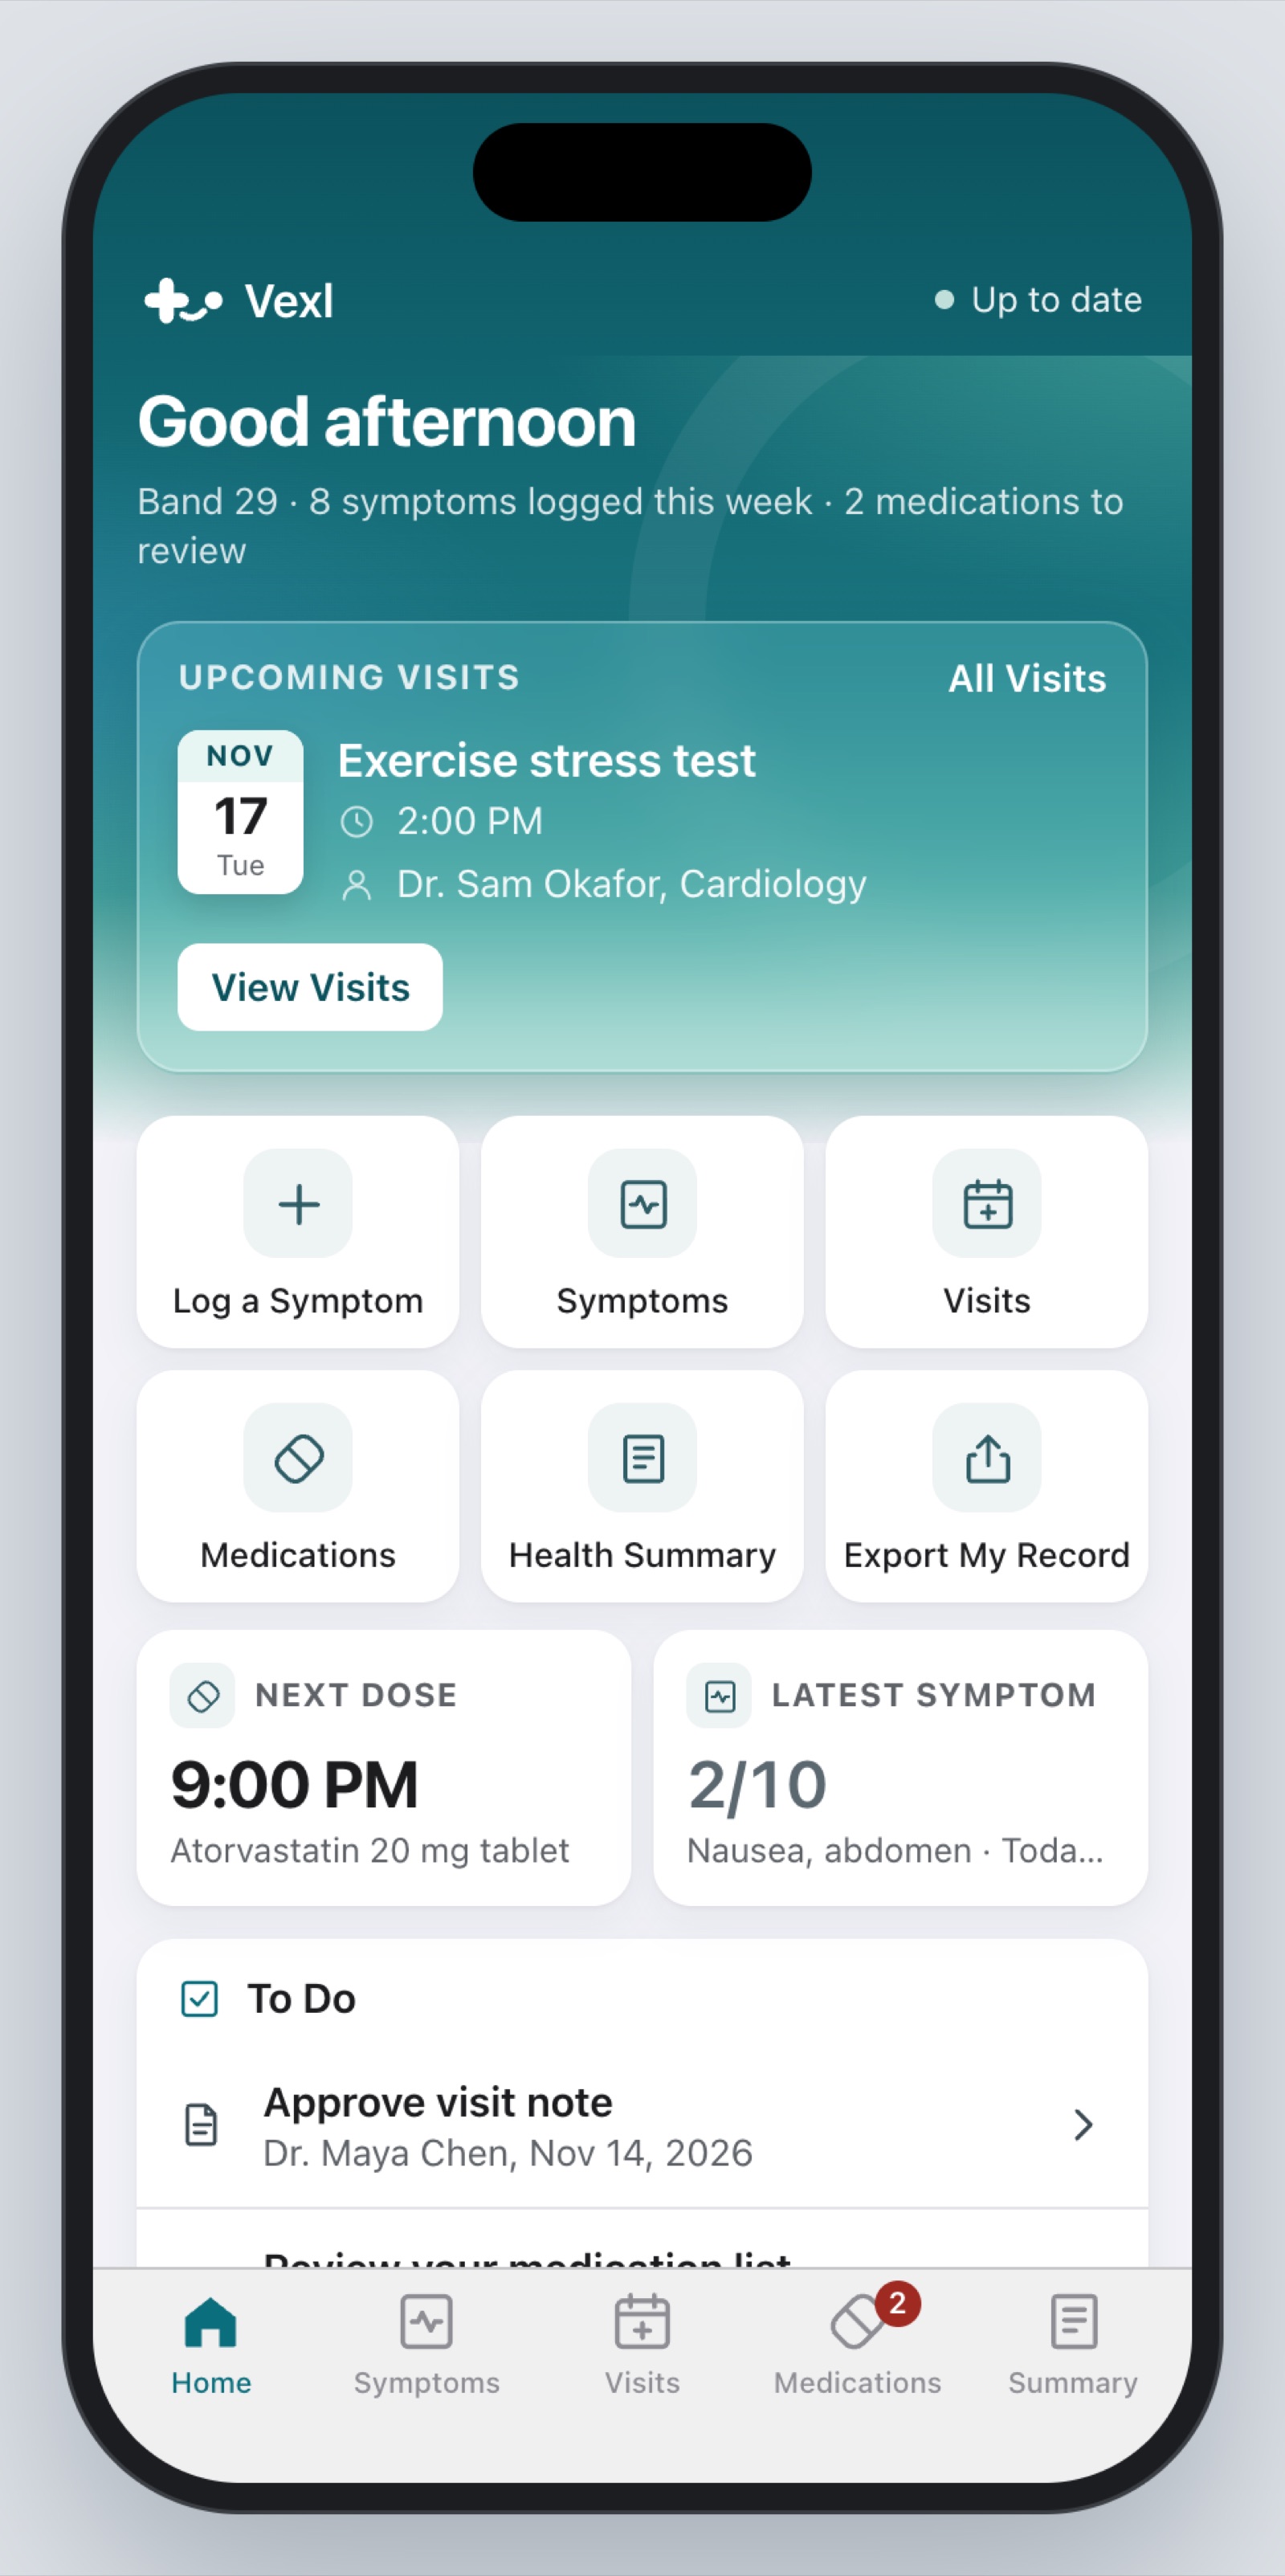 Vexl
Up to date
Good afternoon
Band 29 · 8 symptoms logged this week · 2 medications to
review
UPCOMING VISITS
All Visits
NOV
17
Tue
Exercise stress test
2:00 PM
Dr. Sam Okafor, Cardiology
View Visits
Log a Symptom
Symptoms
Visits
Medications
Health Summary
Export My Record
NEXT DOSE
9:00 PM
Atorvastatin 20 mg tablet
LATEST SYMPTOM
2/10
Nausea, abdomen · Toda...
To Do
Approve visit note
Dr. Maya Chen, Nov 14, 2026
Review your medication list
Home
Symptoms
Visits
2
Medications
Summary